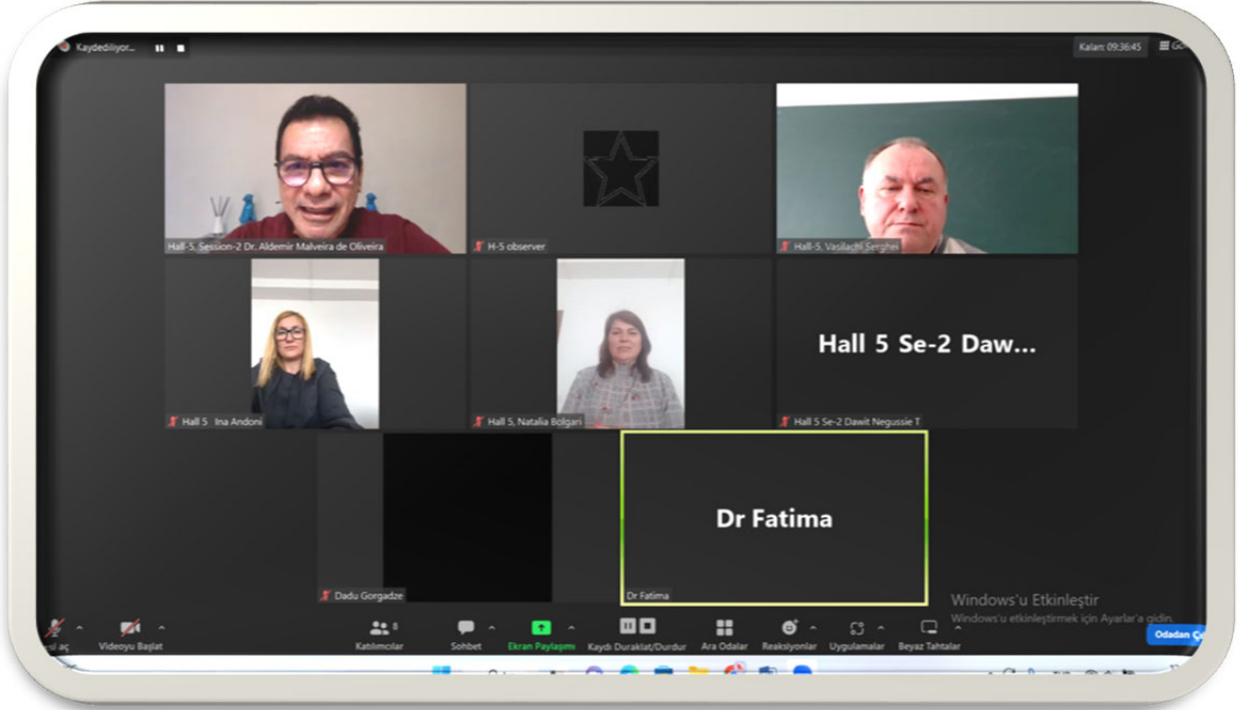 Kaydediliyor...
Kalan: 09:36:45
Hall-5, Session-2 Dr. Aldemir Malveira de Oliveira
H-5 observer
Hall-5, Vasilachi Serghei
Hall 5 Se-2 Daw...
Hall 5 Ina Andoni
Hall 5, Natalia Bolgari
Hall 5 Se-2 Dawit Negussie T
Dr Fatima
Dadu Gorgadze
Dr Fatima
Windows'u Etkinleştir
Windows'u etkinleştirmek için Ayarlar'a gidin.
8
Videoyu Başlat
Katılımcılar
Sohbet
Ekran Paylaşımı
Kaydı Duraklat/Durdur
Ara Odalar
Reaksiyonlar
Uygulamalar
Beyaz Tahtalar
Odadan